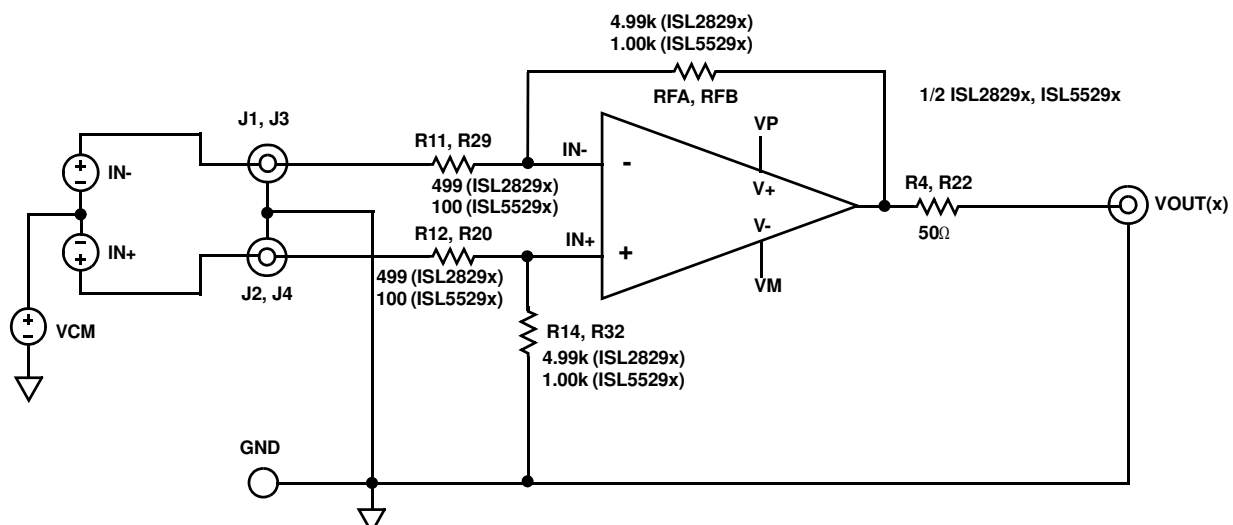 4.99k (ISL2829x)
1.00k (ISL5529x)
RFA, RFB
1/2 ISL2829x, ISL5529x
J1, J3
R11, R29
IN-
-
VP
V+
+
−
IN-
499 (ISL2829x)
100 (ISL5529x)
R4, R22
VOUT(x)
50Ω
−
+
IN+
R12, R20
IN+
+
V-
VM
499 (ISL2829x)
100 (ISL5529x)
J2, J4
+
−
VCM
R14, R32
4.99k (ISL2829x)
1.00k (ISL5529x)
GND